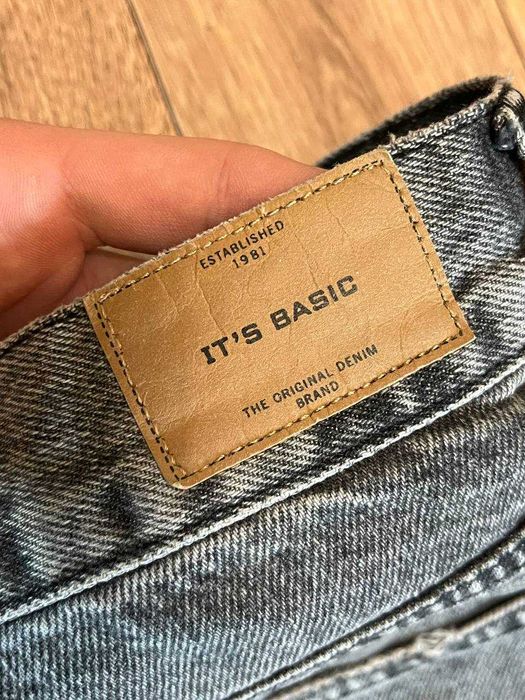 ESTABLISHED
1981
IT'S BASIC
THE ORIGINAL DENIM
BRAND